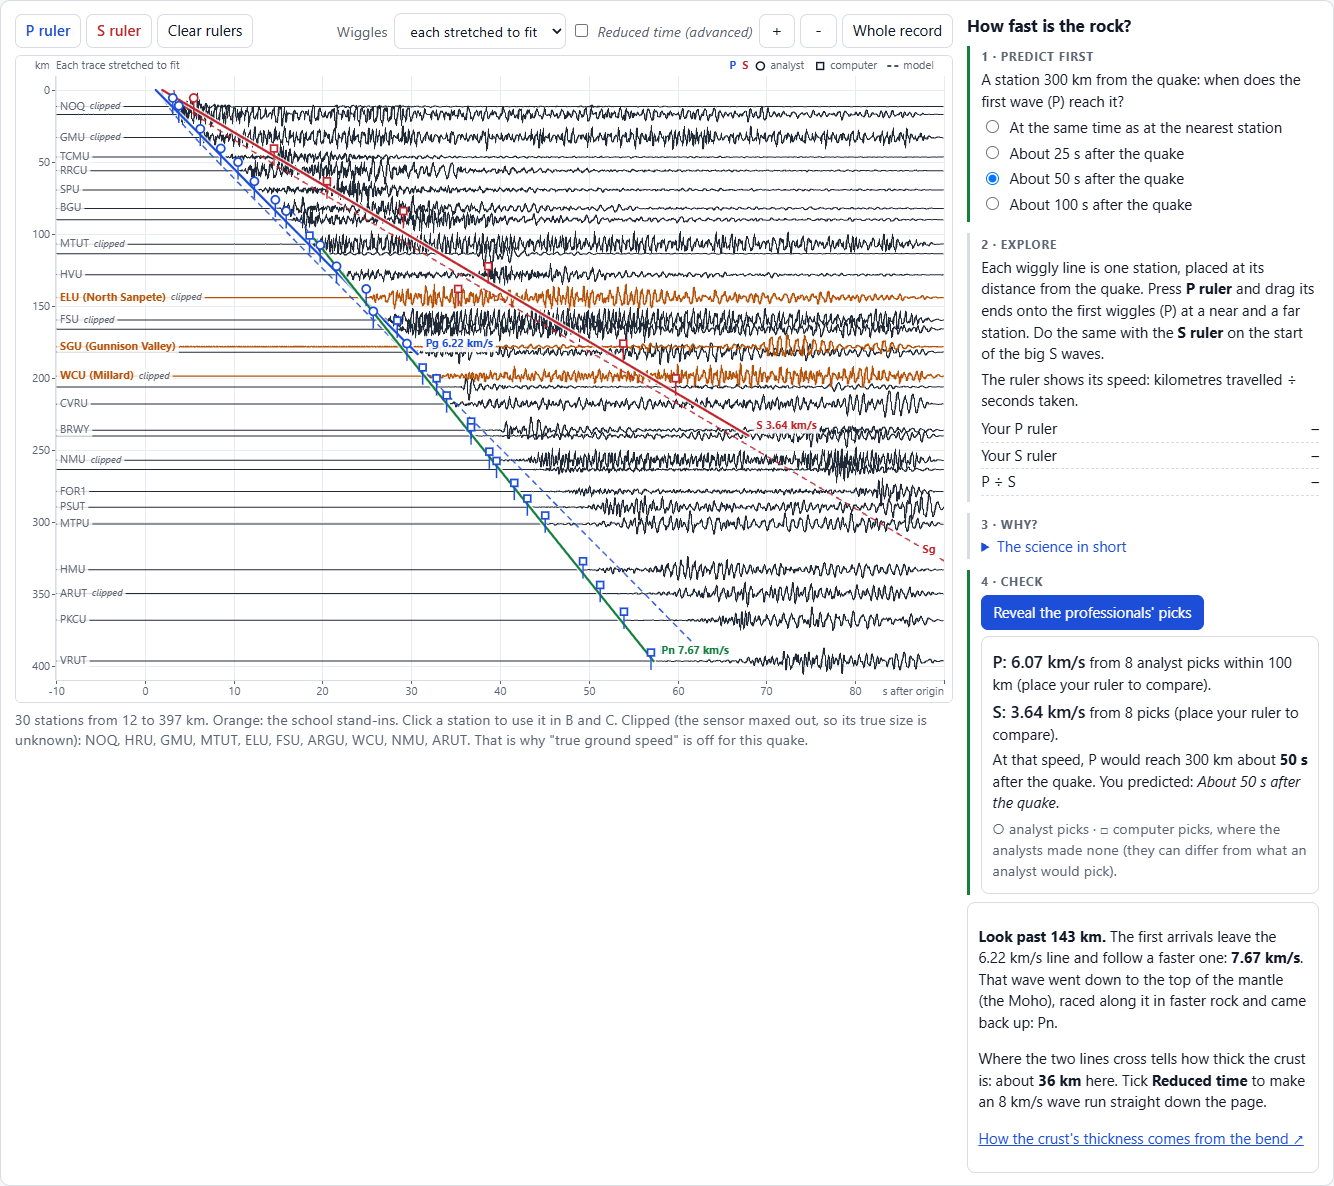 P ruler
S ruler
Clear rulers
Wiggles
each stretched to fit
Reduced time (advanced)
+
-
Whole record
km Each trace stretched to fit
P S analyst computer model
0
NOQ clipped
GMU clipped
TCMU
50
RRCU
SPU
BGU
100
MTUT clipped
HVU
ELU (North Sanpete) clipped
150
FSU clipped
Pg 6.22 km/s
SGU (Gunnison Valley)
WCU (Millard) clipped
200
CVRU
S 3.64 km/s
BRWY
250
NMU clipped
FOR1
PSUT
300
MTPU
Sg
HMU
350
ARUT clipped
PKCU
Pn 7.67 km/s
VRUT
400
-10 0 10 20 30 40 50 60 70 80 s after origin
30 stations from 12 to 397 km. Orange: the school stand-ins. Click a station to use it in B and C. Clipped (the sensor maxed out, so its true size is
unknown): NOQ, HRU, GMU, MTUT, ELU, FSU, ARGU, WCU, NMU, ARUT. That is why "true ground speed" is off for this quake.
How fast is the rock?
1 · PREDICT FIRST
A station 300 km from the quake: when does the
first wave (P) reach it?
At the same time as at the nearest station
About 25 s after the quake
About 50 s after the quake
About 100 s after the quake
2 · EXPLORE
Each wiggly line is one station, placed at its
distance from the quake. Press P ruler and drag its
ends onto the first wiggles (P) at a near and a far
station. Do the same with the S ruler on the start
of the big S waves.
The ruler shows its speed: kilometres travelled ÷
seconds taken.
Your P ruler –
Your S ruler –
P ÷ S –
3 · WHY?
The science in short
4 · CHECK
Reveal the professionals' picks
P: 6.07 km/s from 8 analyst picks within 100
km (place your ruler to compare).
S: 3.64 km/s from 8 picks (place your ruler to
compare).
At that speed, P would reach 300 km about 50 s
after the quake. You predicted: About 50 s after
the quake.
○ analyst picks · □ computer picks, where the
analysts made none (they can differ from what an
analyst would pick).
Look past 143 km. The first arrivals leave the
6.22 km/s line and follow a faster one: 7.67 km/s.
That wave went down to the top of the mantle
(the Moho), raced along it in faster rock and came
back up: Pn.
Where the two lines cross tells how thick the crust
is: about 36 km here. Tick Reduced time to make
an 8 km/s wave run straight down the page.
How the crust's thickness comes from the bend ↗